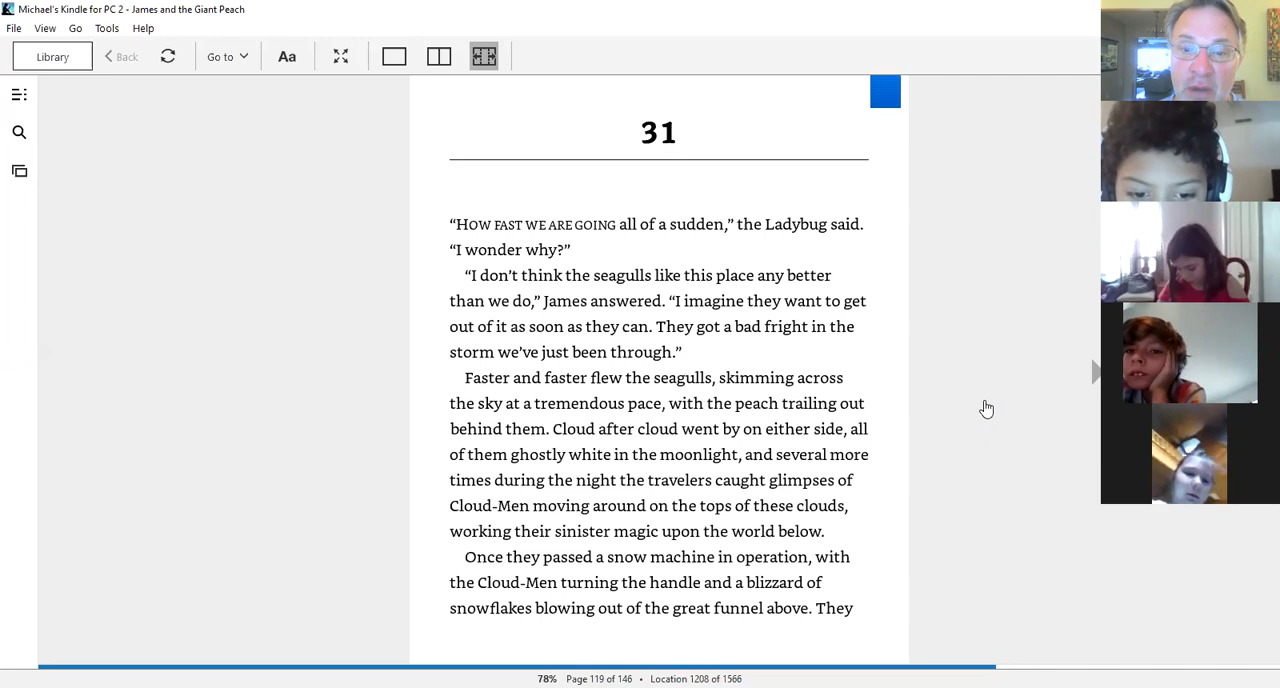 Michael's Kindle for PC 2 - James and the Giant Peach
File View Go Tools Help
Library Back Go to Aa
31
“HOW FAST WE ARE GOING all of a sudden,” the Ladybug said.
“I wonder why?”
“I don’t think the seagulls like this place any better
than we do,” James answered. “I imagine they want to get
out of it as soon as they can. They got a bad fright in the
storm we’ve just been through.”
Faster and faster flew the seagulls, skimming across
the sky at a tremendous pace, with the peach trailing out
behind them. Cloud after cloud went by on either side, all
of them ghostly white in the moonlight, and several more
times during the night the travelers caught glimpses of
Cloud-Men moving around on the tops of these clouds,
working their sinister magic upon the world below.
Once they passed a snow machine in operation, with
the Cloud-Men turning the handle and a blizzard of
snowflakes blowing out of the great funnel above. They
78% Page 119 of 146 • Location 1208 of 1566